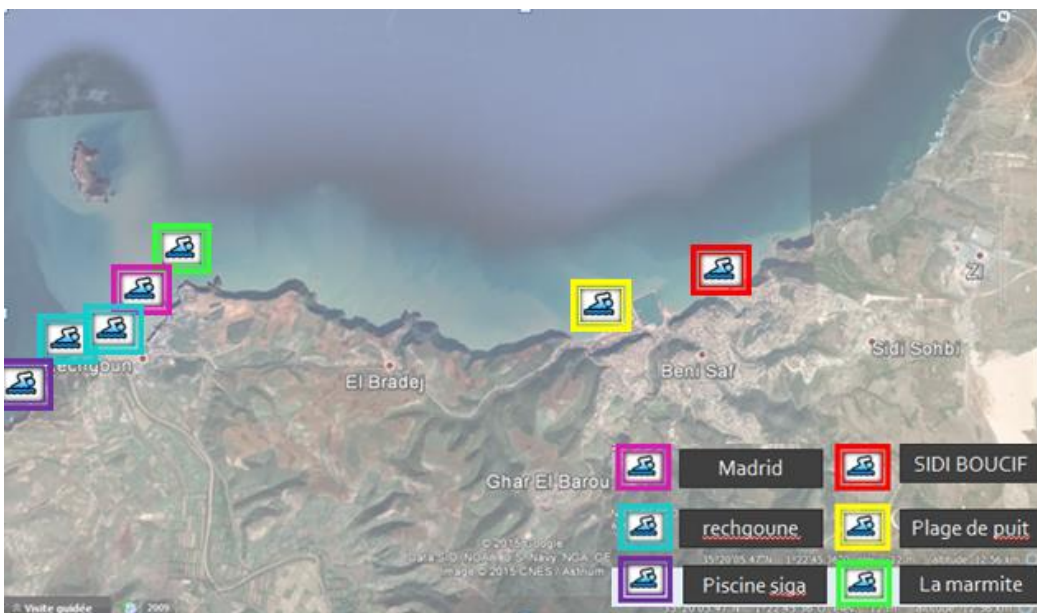 N
ZI
Sidi Sohbi
Beni Saf
El Bradej
Ghar El Barou
Madrid
SIDI BOUCIF
rechgoune
Plage de puit
Piscine siga
La marmite
© 2015 Google
Image © 2015 CNES / Astrium
Visite guidée
2009